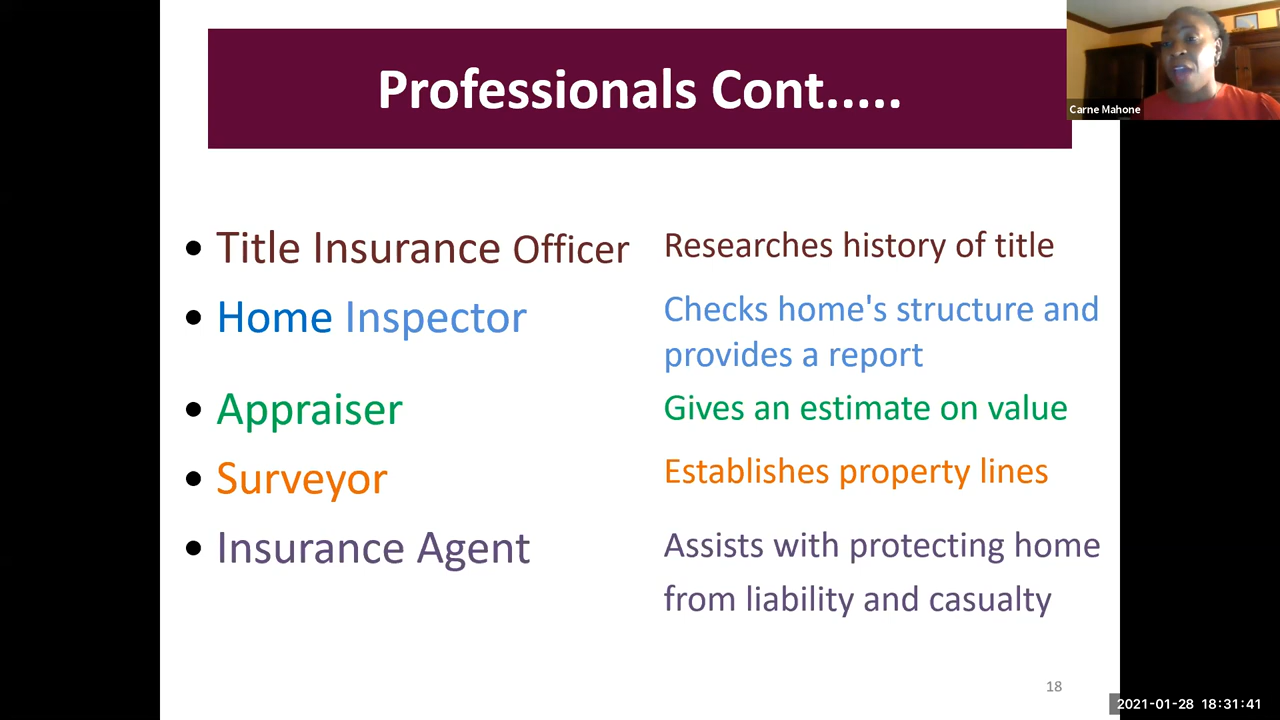 Professionals Cont.....
Carne Mahone
• Title Insurance Officer
Researches history of title
• Home Inspector
Checks home's structure and
provides a report
• Appraiser
Gives an estimate on value
• Surveyor
Establishes property lines
• Insurance Agent
Assists with protecting home
from liability and casualty
18
2021-01-28 18:31:41